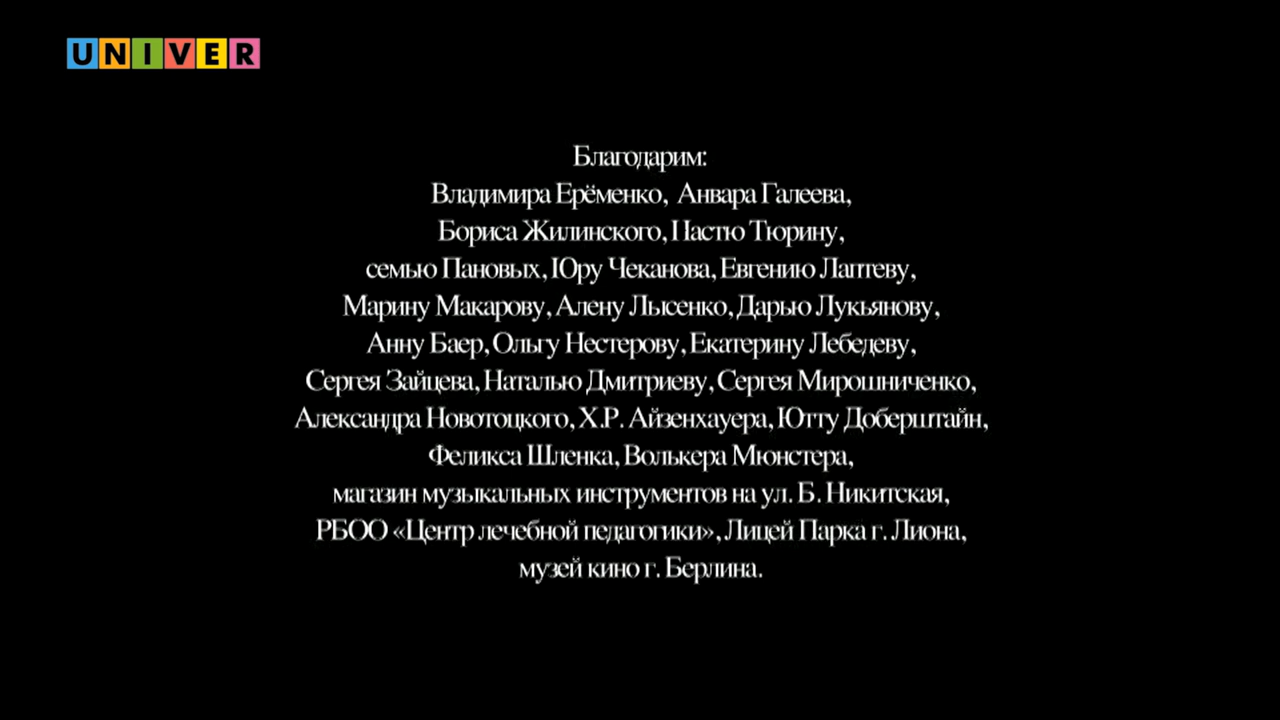 UNIVER
Благодарим:
Владимира Ерёменко, Анвара Галеева,
Бориса Жилинского, Настю Тюрину,
семью Пановых, Юру Чеканова, Евгению Лаптеву,
Марину Макарову, Алену Лысенко, Дарью Лукьянову,
Анну Баер, Ольгу Нестерову, Екатерину Лебедеву,
Сергея Зайцева, Наталью Дмитриеву, Сергея Мирошниченко,
Александра Новотоцкого, Х.Р. Айзенхауера, Ютту Доберштайн,
Феликса Шленка, Волькера Мюнстера,
магазин музыкальных инструментов на ул. Б. Никитская,
РБОО «Центр лечебной педагогики», Лицей Парка г. Лиона,
музей кино г. Берлина.